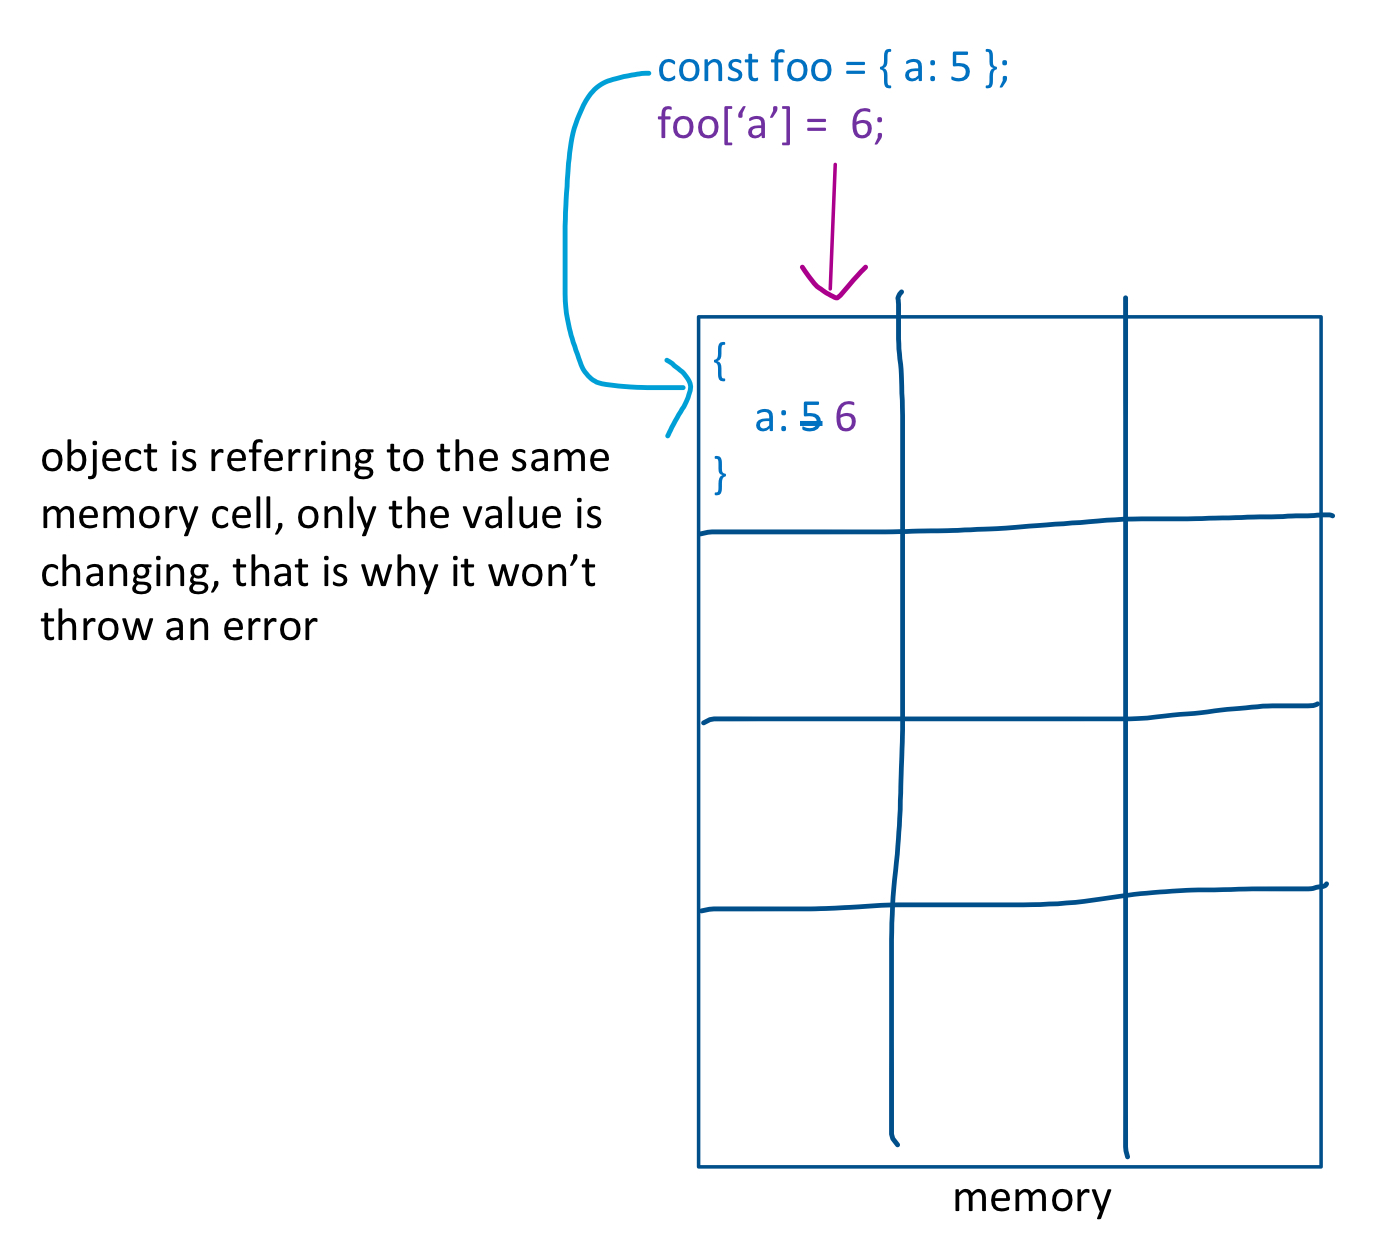 const foo = { a: 5 };
foo[‘a’] =  6;
{
a: 5 6
}
object is referring to the same
memory cell, only the value is
changing, that is why it won’t
throw an error
memory